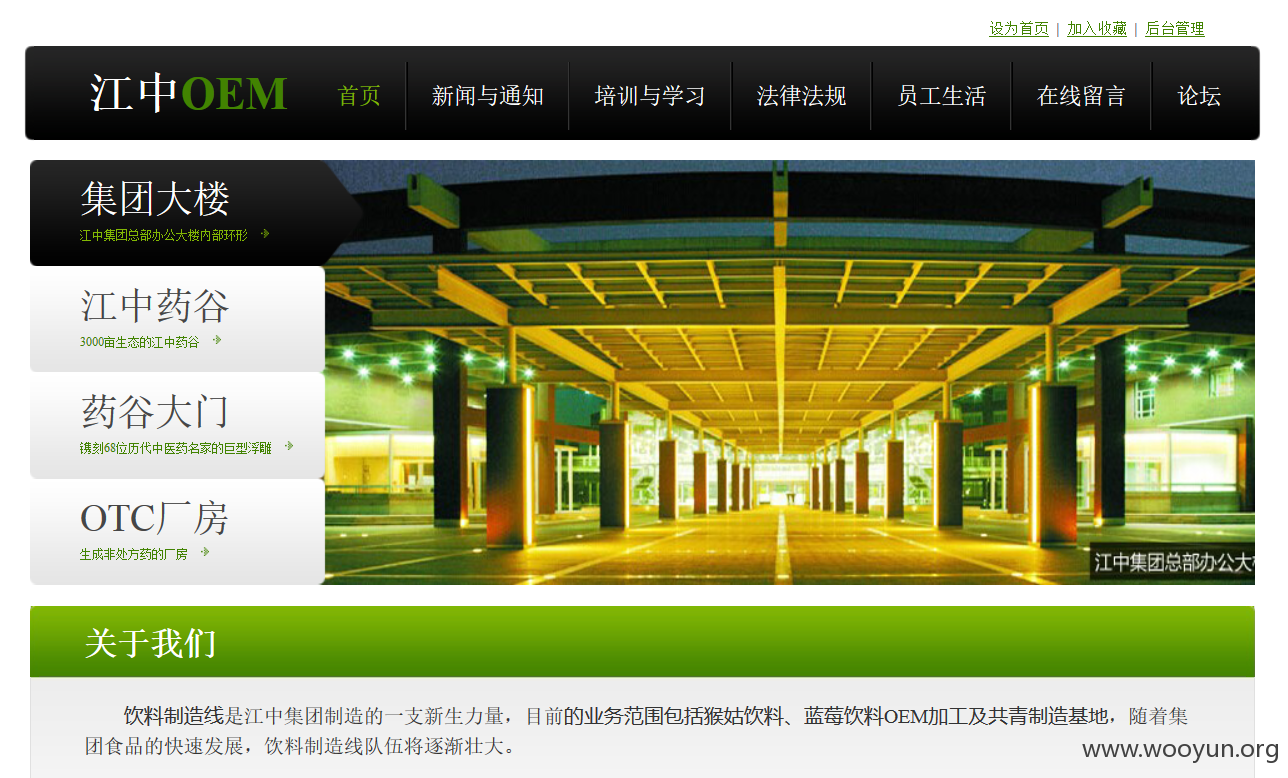 设为首页 | 加入收藏 | 后台管理
江中OEM 首页 新闻与通知 培训与学习 法律法规 员工生活 在线留言 论坛
集团大楼
江中集团总部办公大楼内部环形
江中药谷
3000亩生态的江中药谷
药谷大门
镌刻68位历代中医药名家的巨型浮雕
OTC厂房
生成非处方药的厂房
江中集团总部办公大
关于我们
饮料制造线是江中集团制造的一支新生力量，目前的业务范围包括猴姑饮料、蓝莓饮料OEM加工及共青制造基地，随着集
团食品的快速发展，饮料制造线队伍将逐渐壮大。
www.wooyun.org